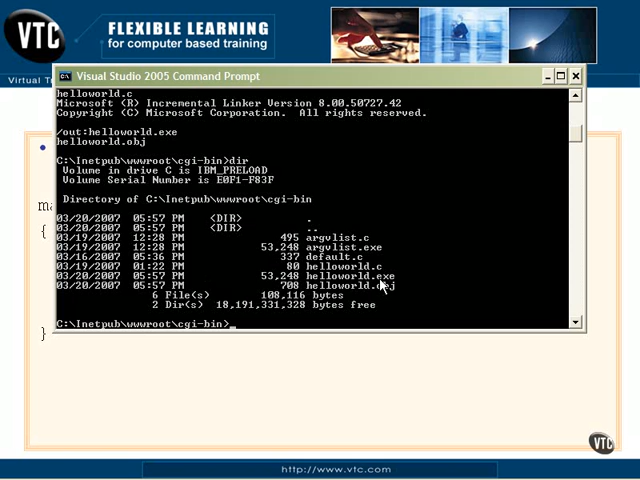 VTC
FLEXIBLE LEARNING
for computer based training
Virtual Tr
Visual Studio 2005 Command Prompt
helloworld.c
Microsoft (R) Incremental Linker Version 8.00.50727.42
Copyright (C) Microsoft Corporation.  All rights reserved.
/out:helloworld.exe
helloworld.obj
C:\Inetpub\wwwroot\cgi-bin>dir
Volume in drive C is IBM_PRELOAD
Volume Serial Number is E0F1-F83F
Directory of C:\Inetpub\wwwroot\cgi-bin
03/20/2007  05:57 PM    <DIR>          .
03/20/2007  05:57 PM    <DIR>          ..
03/19/2007  12:28 PM               495 argvlist.c
03/19/2007  12:28 PM            53,248 argvlist.exe
03/16/2007  05:36 PM               337 default.c
03/19/2007  01:22 PM                80 helloworld.c
03/20/2007  05:57 PM            53,248 helloworld.exe
03/20/2007  05:57 PM               708 helloworld.obj
6 File(s)        108,116 bytes
2 Dir(s)  18,191,331,328 bytes free
C:\Inetpub\wwwroot\cgi-bin>_
ma
{
}
VTC
http://www.vtc.com